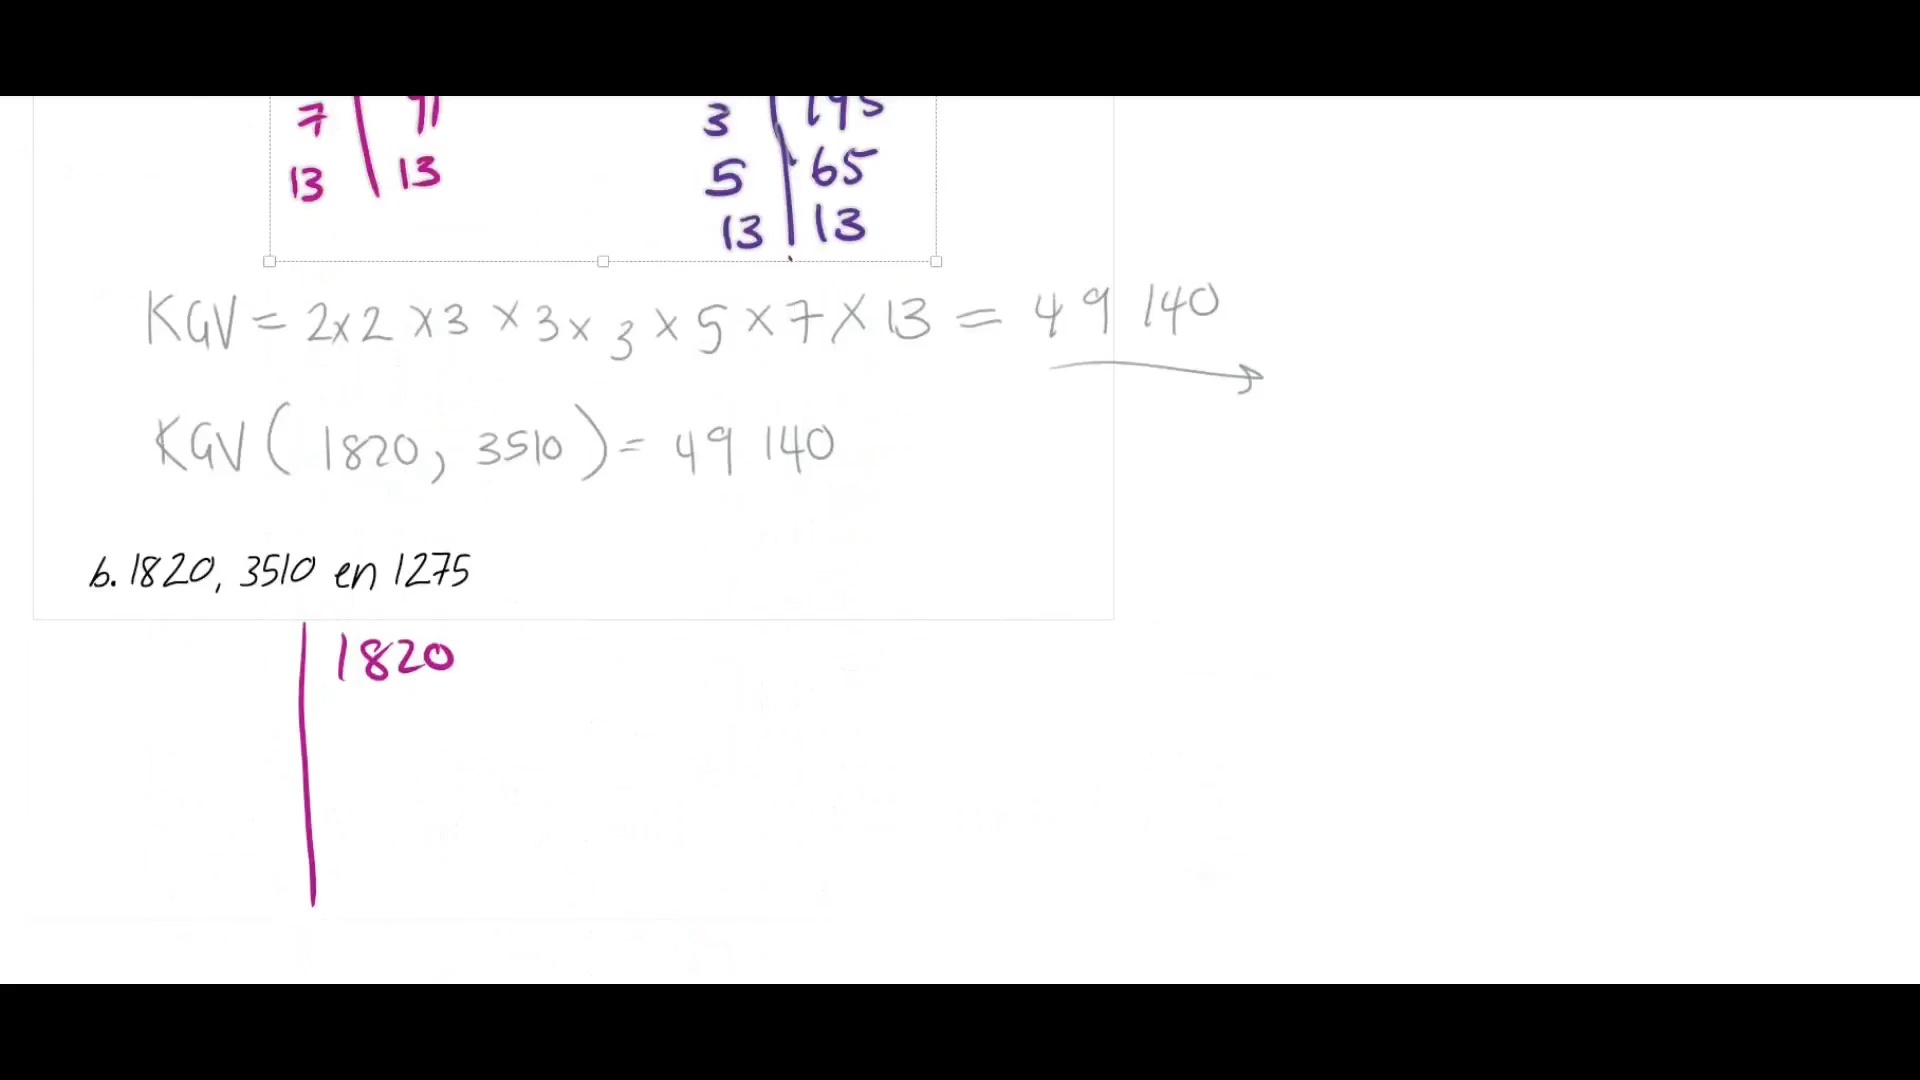 7 | 91 3 | 195
13 | 13 5 | 65
13 | 13
KGV = 2x2 x3 x 3 x 3 x 5 x 7 x 13 = 49 140
KGV ( 1820, 3510 ) = 49 140
b. 1820, 3510 en 1275
1820